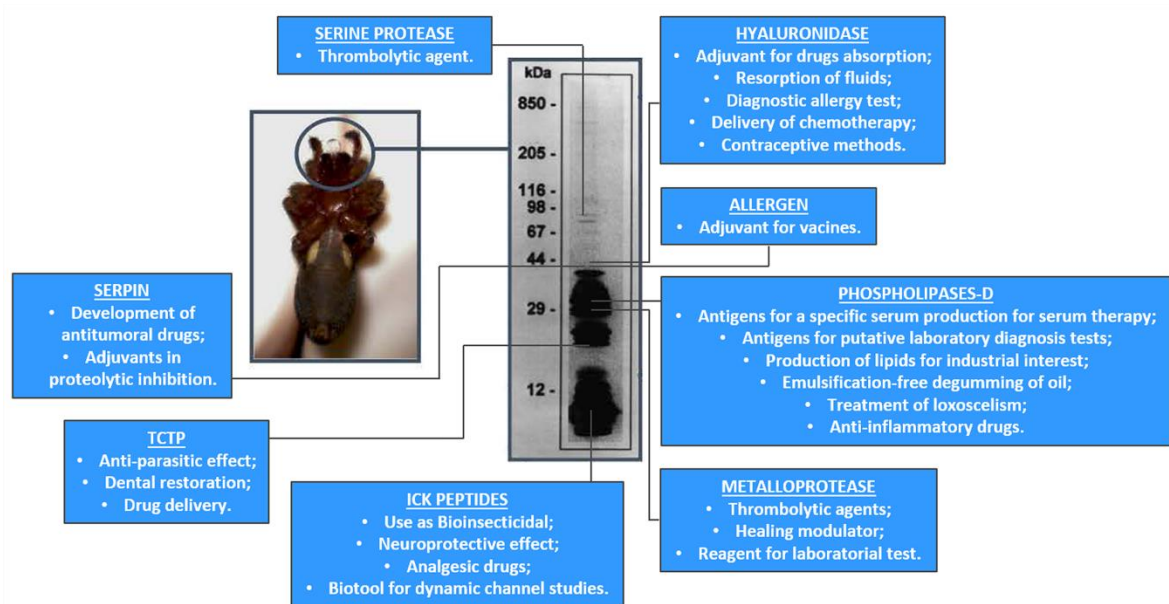 SERINE PROTEASE
• Thrombolytic agent.
HYALURONIDASE
• Adjuvant for drugs absorption;
• Resorption of fluids;
• Diagnostic allergy test;
• Delivery of chemotherapy;
• Contraceptive methods.
kDa
850 -
205 -
116 -
98 -
67 -
44 -
29 -
12 -
ALLERGEN
• Adjuvant for vacines.
SERPIN
• Development of
antitumoral drugs;
• Adjuvants in
proteolytic inhibition.
PHOSPHOLIPASES-D
• Antigens for a specific serum production for serum therapy;
• Antigens for putative laboratory diagnosis tests;
• Production of lipids for industrial interest;
• Emulsification-free degumming of oil;
• Treatment of loxoscelism;
• Anti-inflammatory drugs.
TCTP
• Anti-parasitic effect;
• Dental restoration;
• Drug delivery.
ICK PEPTIDES
• Use as Bioinsecticidal;
• Neuroprotective effect;
• Analgesic drugs;
• Biotool for dynamic channel studies.
METALLOPROTEASE
• Thrombolytic agents;
• Healing modulator;
• Reagent for laboratorial test.